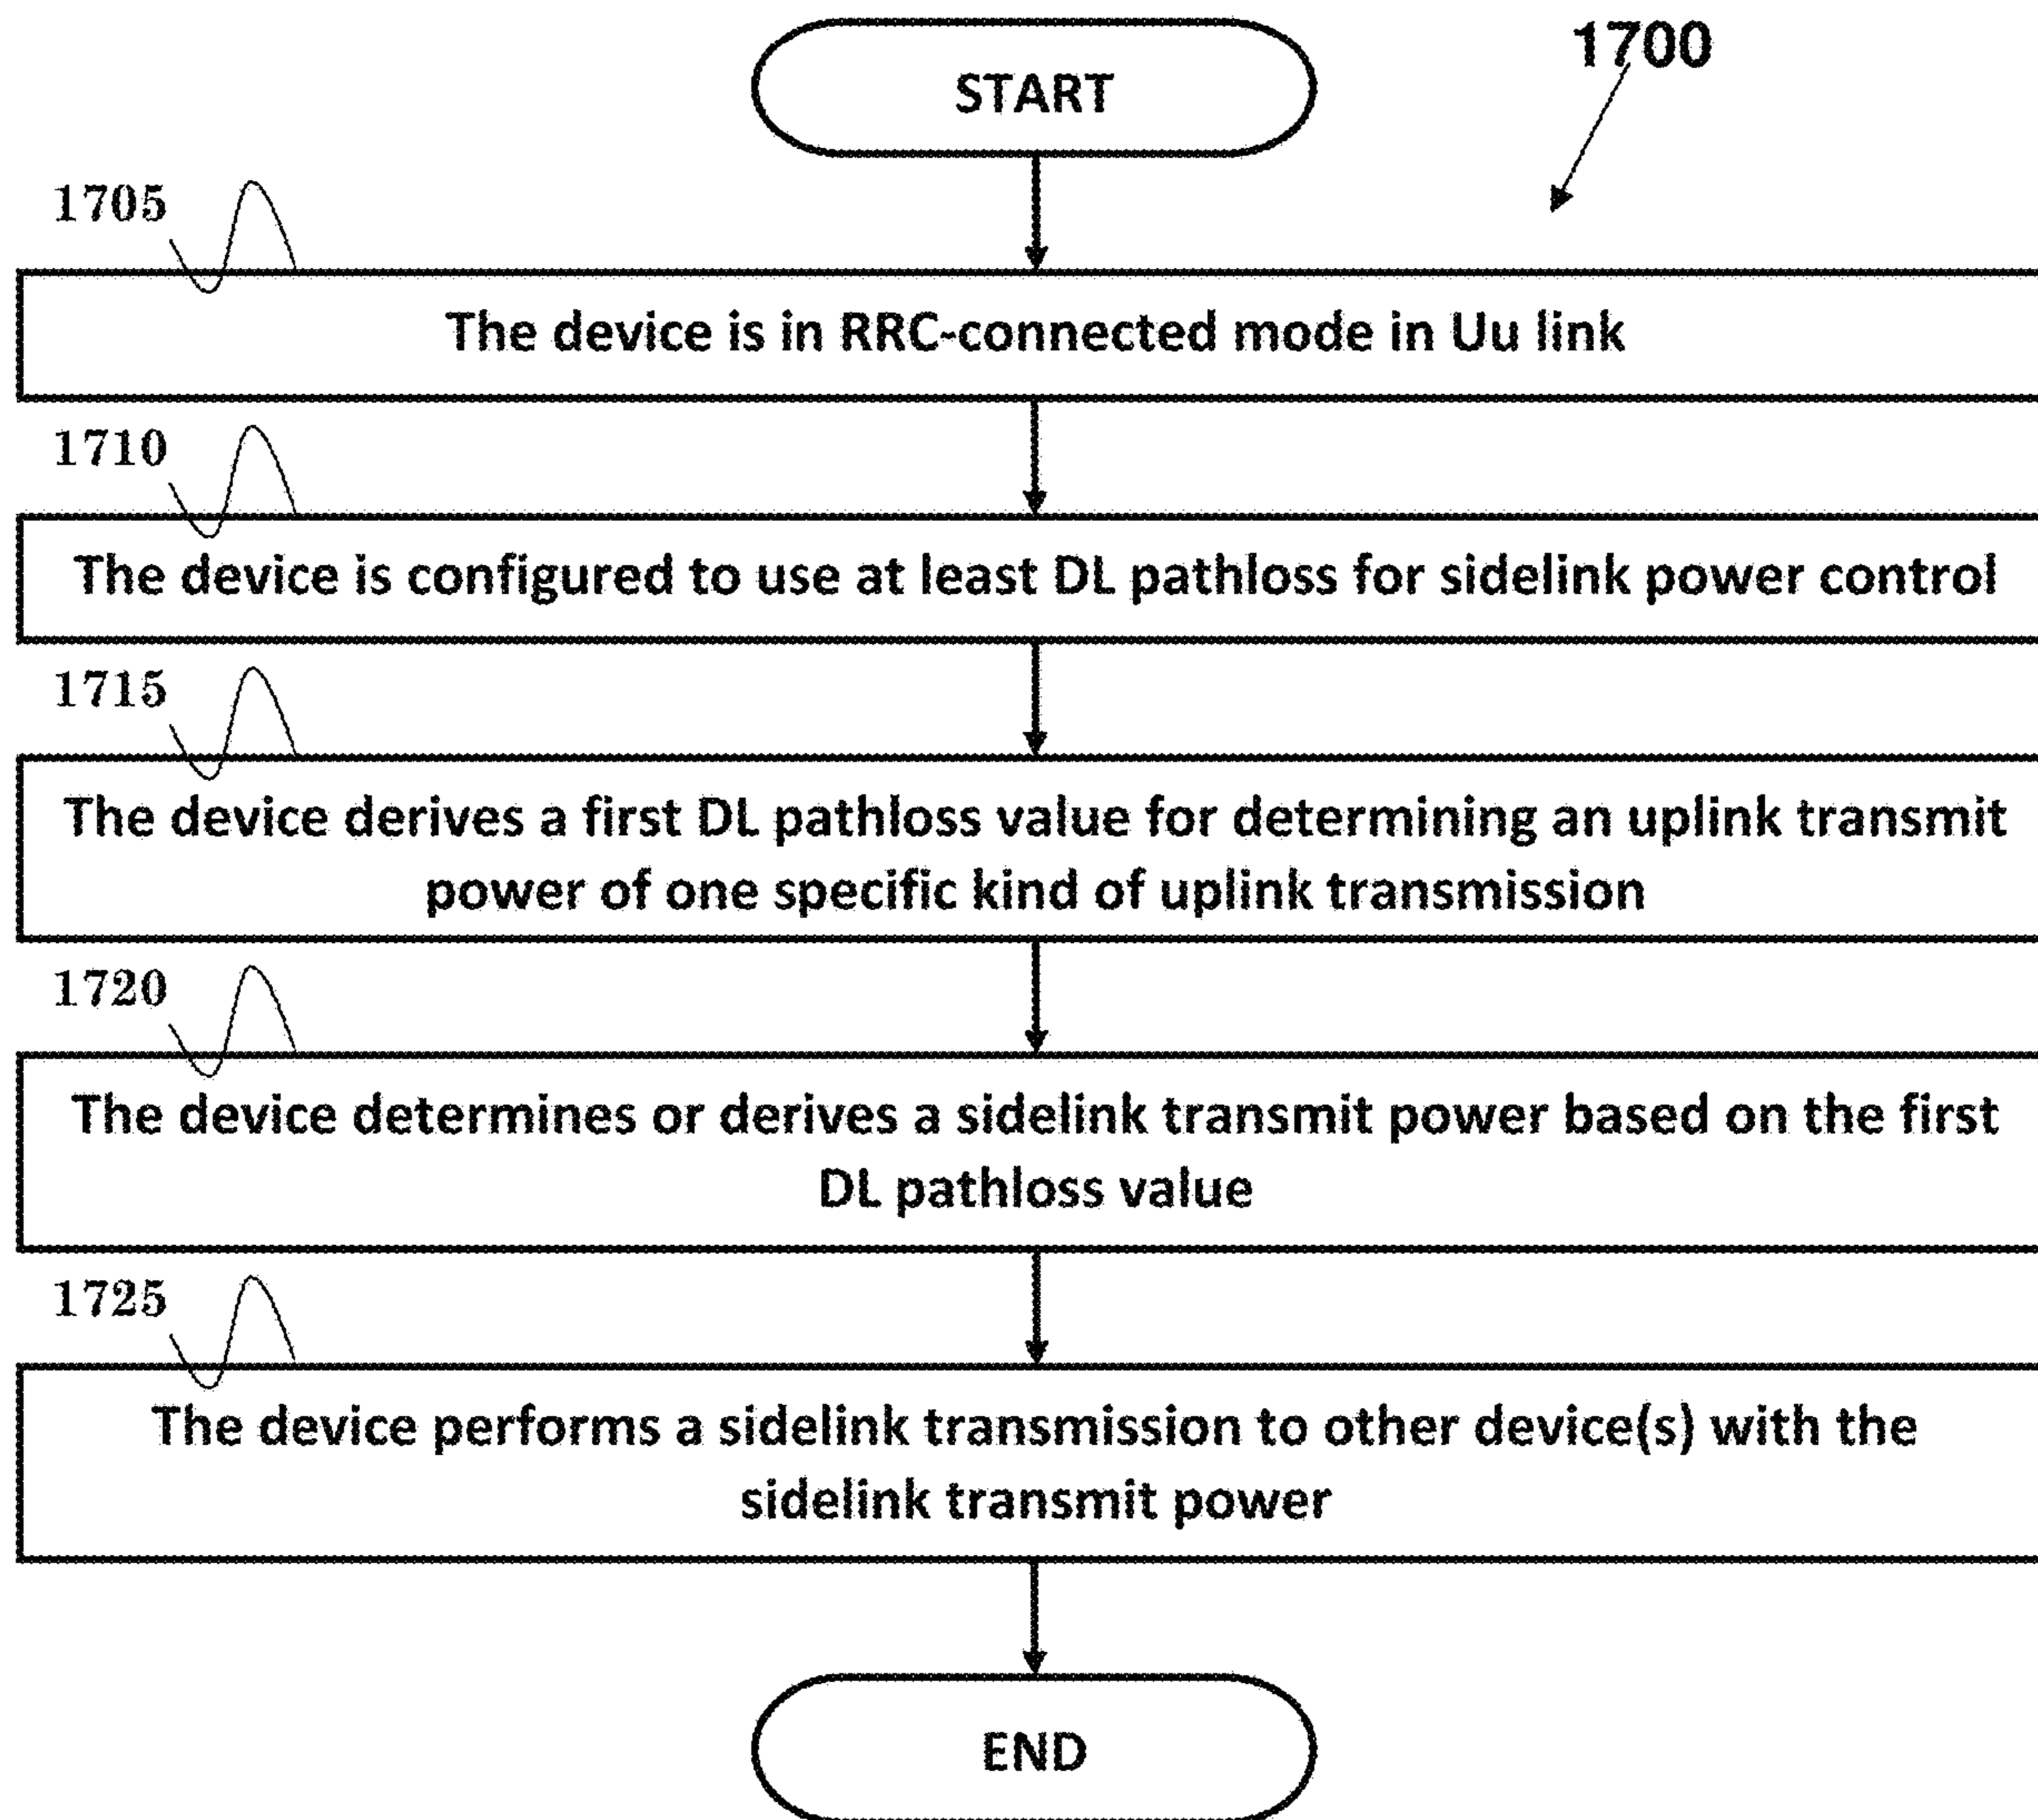 START
1700
1705
The device is in RRC-connected mode in Uu link
1710
The device is configured to use at least DL pathloss for sidelink power control
1715
The device derives a first DL pathloss value for determining an uplink transmit
power of one specific kind of uplink transmission
1720
The device determines or derives a sidelink transmit power based on the first
DL pathloss value
1725
The device performs a sidelink transmission to other device(s) with the
sidelink transmit power
END